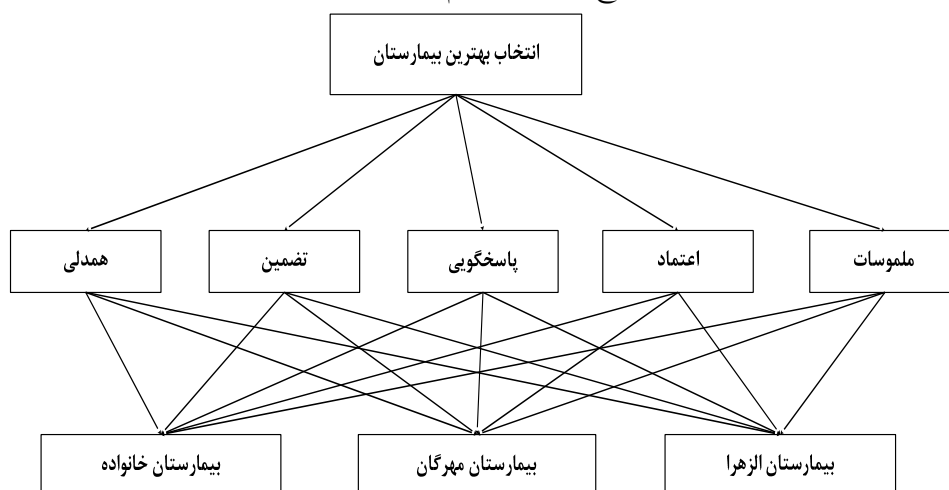 انتخاب بهترین بیمارستان
ملموسات
اعتماد
پاسخگویی
تضمین
همدلی
بیمارستان الزهرا
بیمارستان مهرگان
بیمارستان خانواده